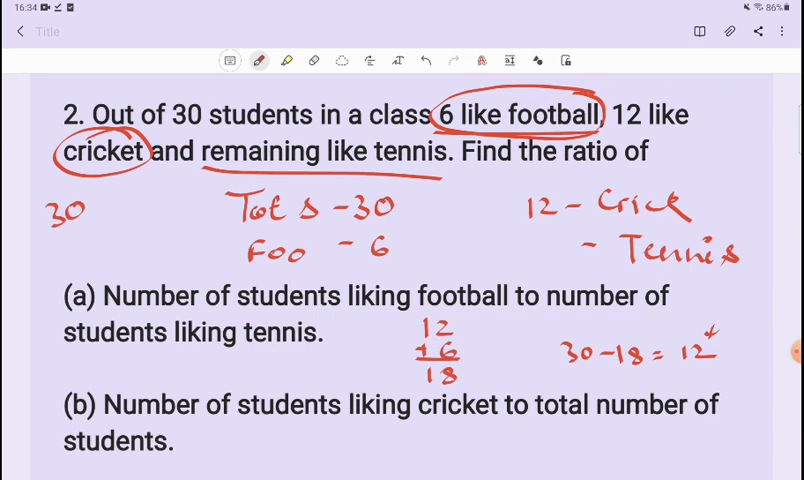 16:34 86%
Title
2. Out of 30 students in a class 6 like football, 12 like
cricket and remaining like tennis. Find the ratio of
30 Tot S - 30 12 - Crick
Foo - 6 - Tennis
(a) Number of students liking football to number of
students liking tennis.
12
+ 6 30 - 18 = 12
18
(b) Number of students liking cricket to total number of
students.